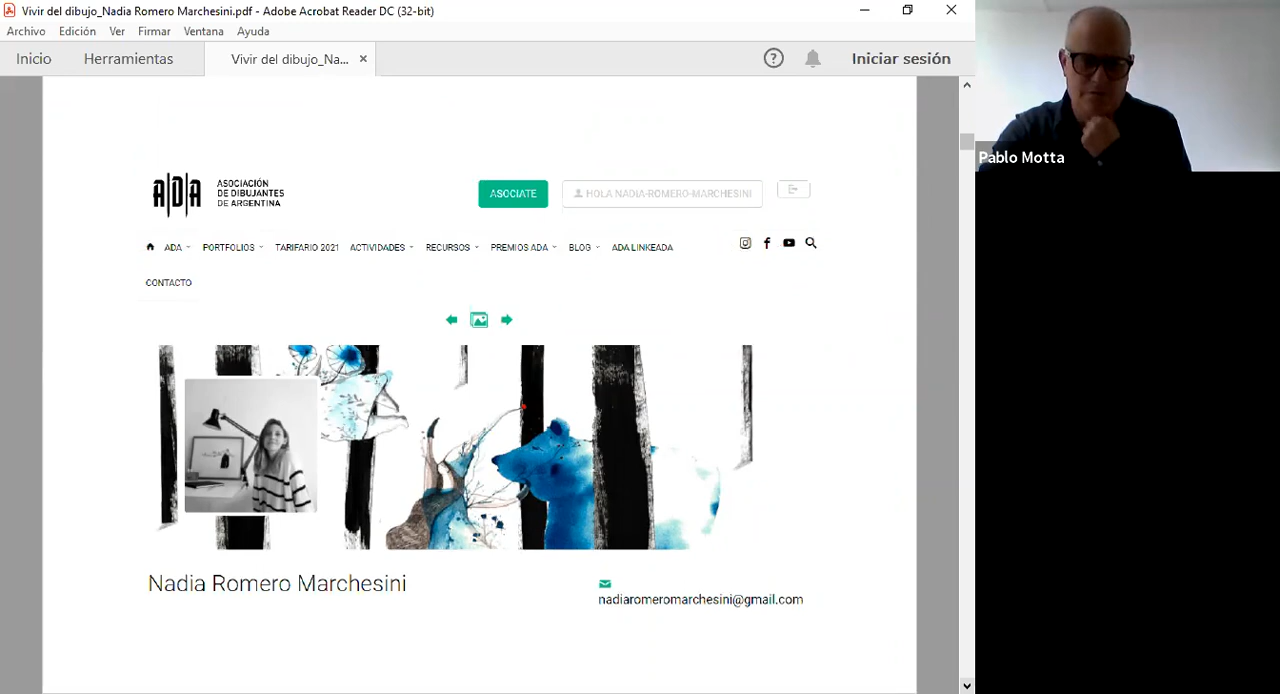 Vivir del dibujo_Nadia Romero Marchesini.pdf - Adobe Acrobat Reader DC (32-bit)
Archivo Edición Ver Firmar Ventana Ayuda
Inicio Herramientas Vivir del dibujo_Na... × ? Iniciar sesión
Pablo Motta
ADA ASOCIACIÓN
DE DIBUJANTES
DE ARGENTINA
ASOCIATE HOLA NADIA-ROMERO-MARCHESINI
ADA PORTFOLIOS TARIFARIO 2021 ACTIVIDADES RECURSOS PREMIOS ADA BLOG ADA LINKEADA
CONTACTO
Nadia Romero Marchesini
nadiaromeromarchesini@gmail.com